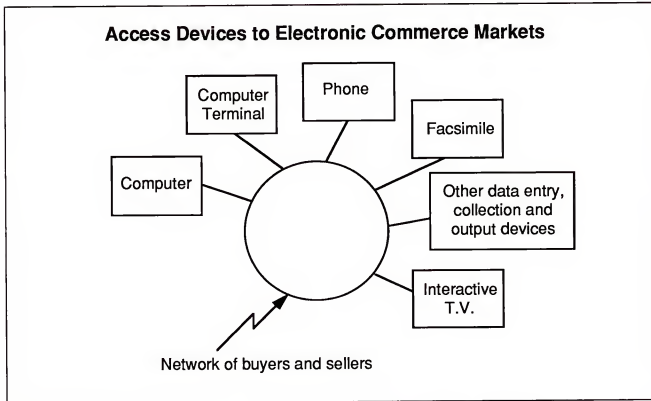 Access Devices to Electronic Commerce Markets
Phone
Computer
Terminal
Facsimile
Computer
Other data entry,
collection and
output devices
Interactive
T.V.
Network of buyers and sellers